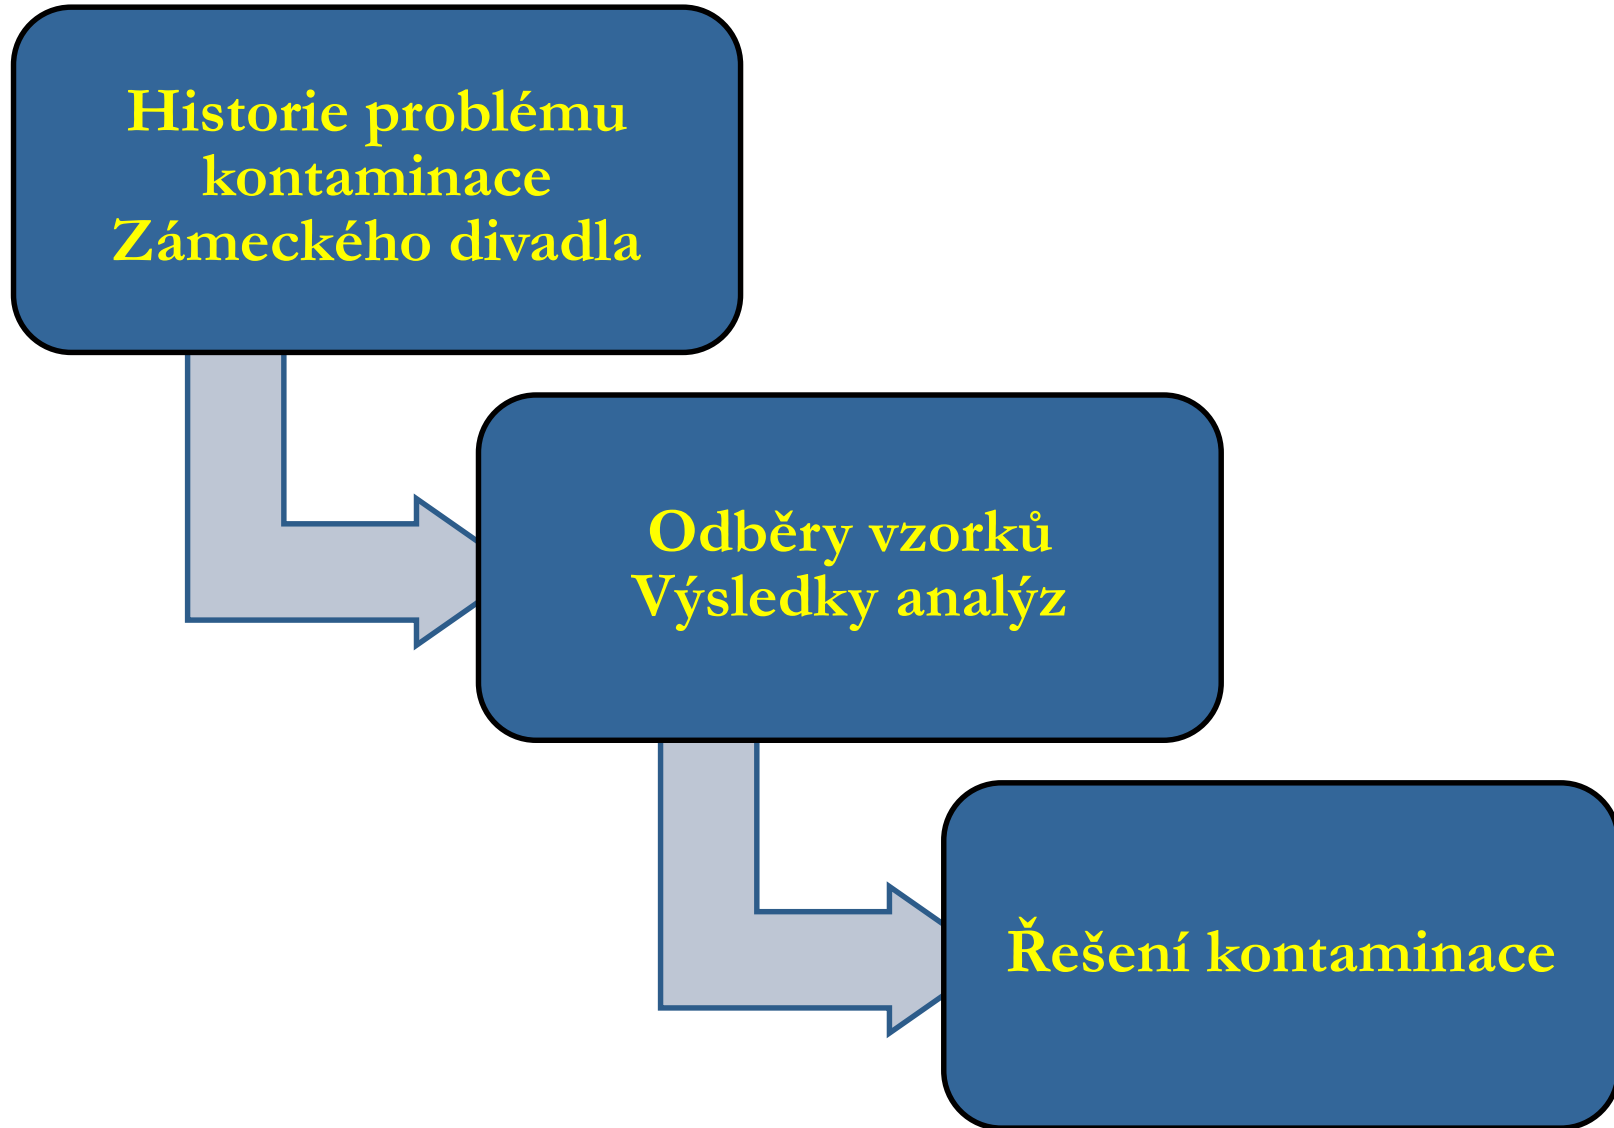 Historie problému
kontaminace
Zámeckého divadla
Odběry vzorků
Výsledky analýz
Řešení kontaminace